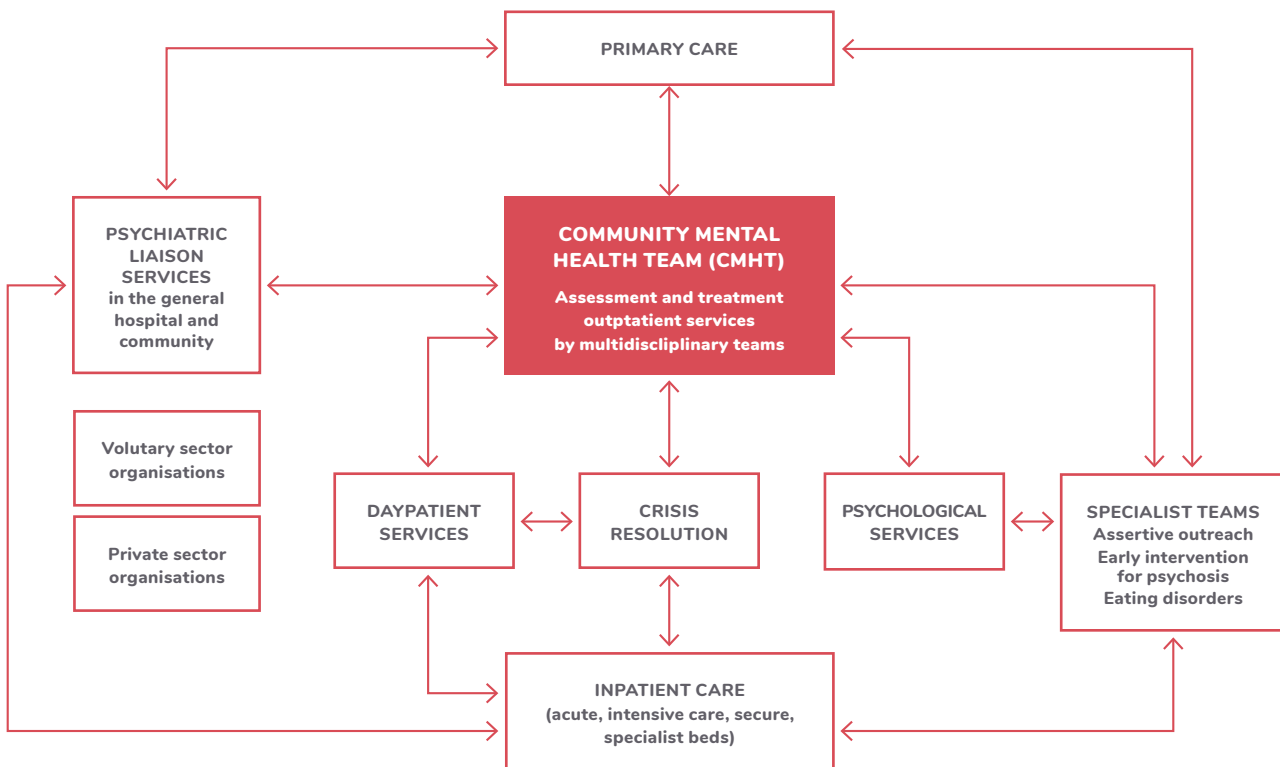 PRIMARY CARE
PSYCHIATRIC
LIAISON
SERVICES
in the general
hospital and
community
COMMUNITY MENTAL
HEALTH TEAM (CMHT)
Assessment and treatment
outptatient services
by multidiscliplinary teams
Volutary sector
organisations
Private sector
organisations
DAYPATIENT
SERVICES
CRISIS
RESOLUTION
PSYCHOLOGICAL
SERVICES
SPECIALIST TEAMS
Assertive outreach
Early intervention
for psychosis
Eating disorders
INPATIENT CARE
(acute, intensive care, secure,
specialist beds)